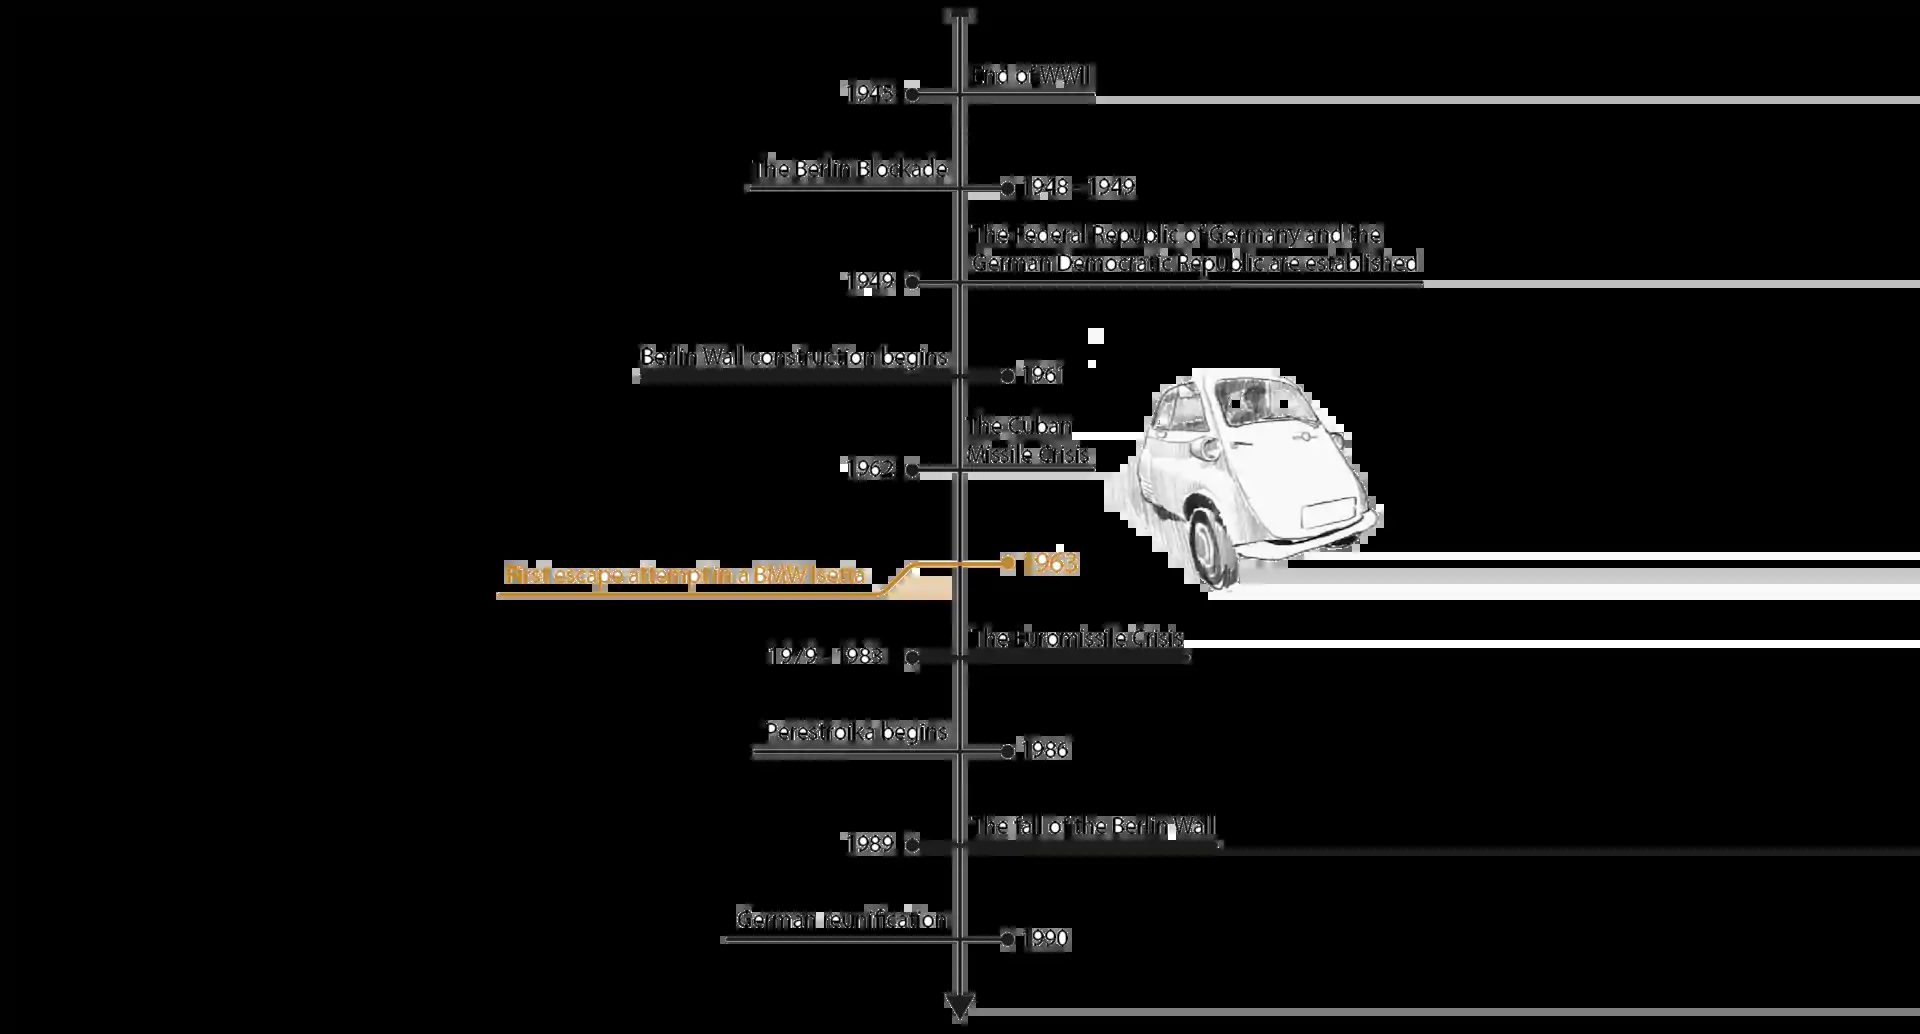 End of WWII
1945
The Berlin Blockade
1948 - 1949
The Federal Republic of Germany and the
German Democratic Republic are established
1949
Berlin Wall construction begins
1961
The Cuban
Missile Crisis
1962
1963
First escape attempt in a BMW Isetta
The Euromissile Crisis
1979 - 1983
Perestroika begins
1986
The fall of the Berlin Wall
1989
German reunification
1990